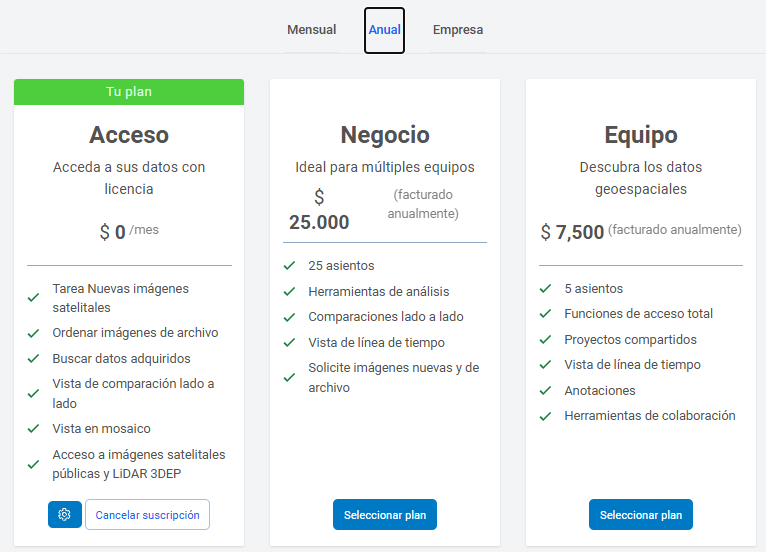 Mensual
Anual
Empresa
Tu plan
Acceso
Acceda a sus datos con
licencia
$ 0 /mes
Tarea Nuevas imágenes
satelitales
Ordenar imágenes de archivo
Buscar datos adquiridos
Vista de comparación lado a
lado
Vista en mosaico
Acceso a imágenes satelitales
públicas y LiDAR 3DEP
Cancelar suscripción
Negocio
Ideal para múltiples equipos
$
25.000
(facturado
anualmente)
25 asientos
Herramientas de análisis
Comparaciones lado a lado
Vista de línea de tiempo
Solicite imágenes nuevas y de
archivo
Seleccionar plan
Equipo
Descubra los datos
geoespaciales
$ 7,500 (facturado anualmente)
5 asientos
Funciones de acceso total
Proyectos compartidos
Vista de línea de tiempo
Anotaciones
Herramientas de colaboración
Seleccionar plan